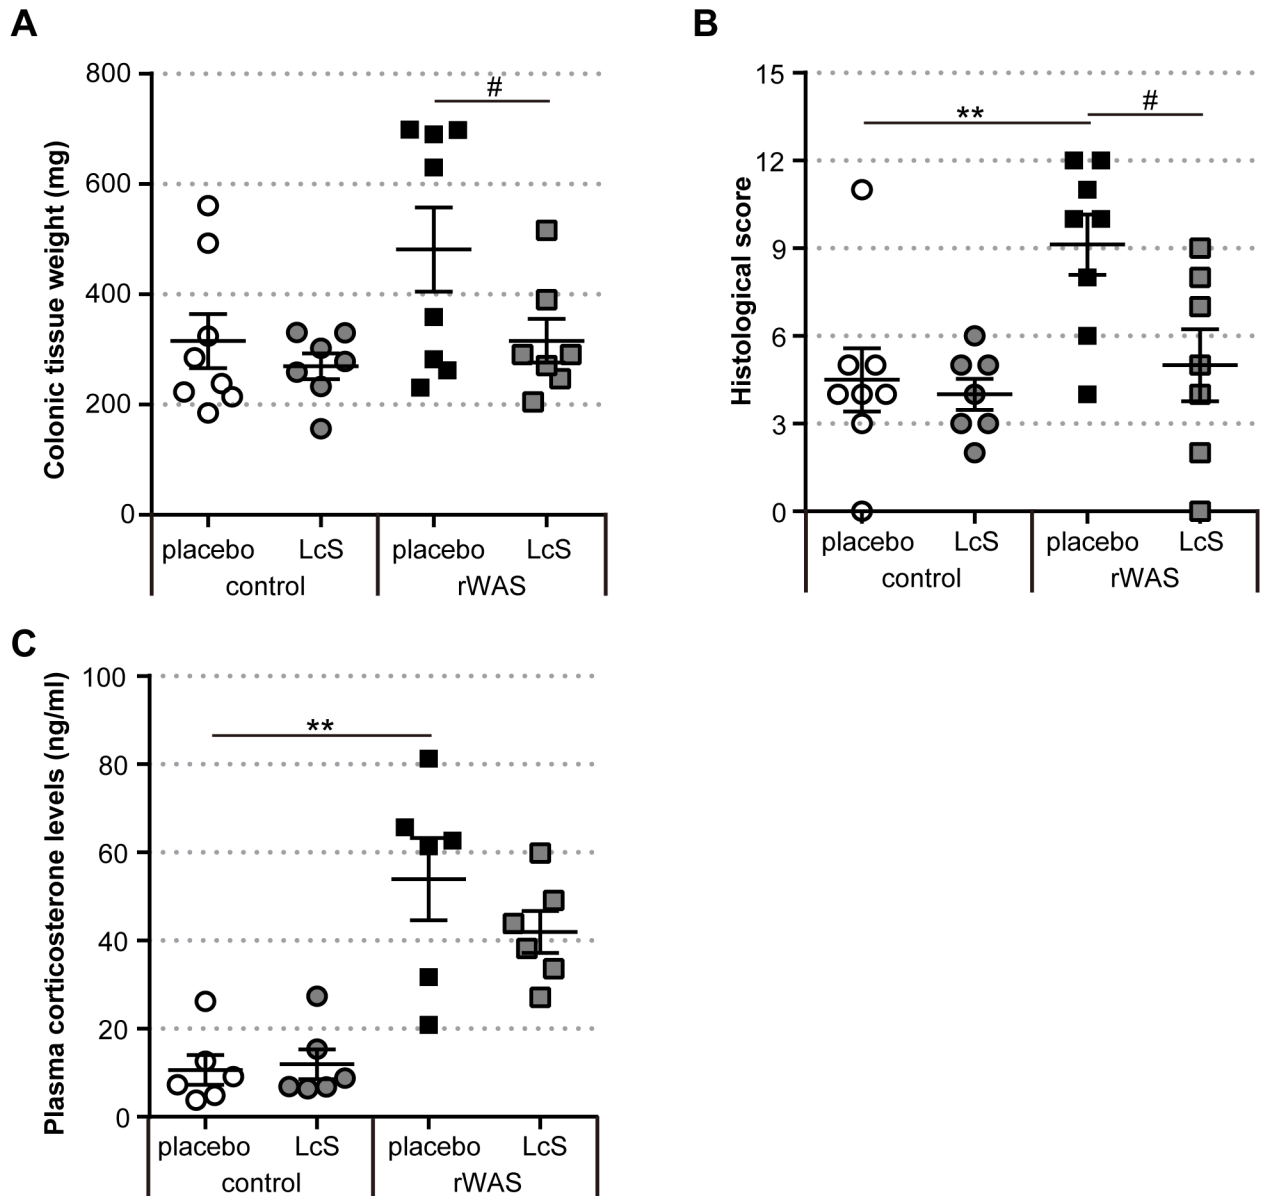 A
Colonic tissue weight (mg)
800
600
400
200
0
#
placebo LcS placebo LcS
control rWAS
B
Histological score
15
12
9
6
3
0
** #
placebo LcS placebo LcS
control rWAS
C
Plasma corticosterone levels (ng/ml)
100
80
60
40
20
0
**
placebo LcS placebo LcS
control rWAS